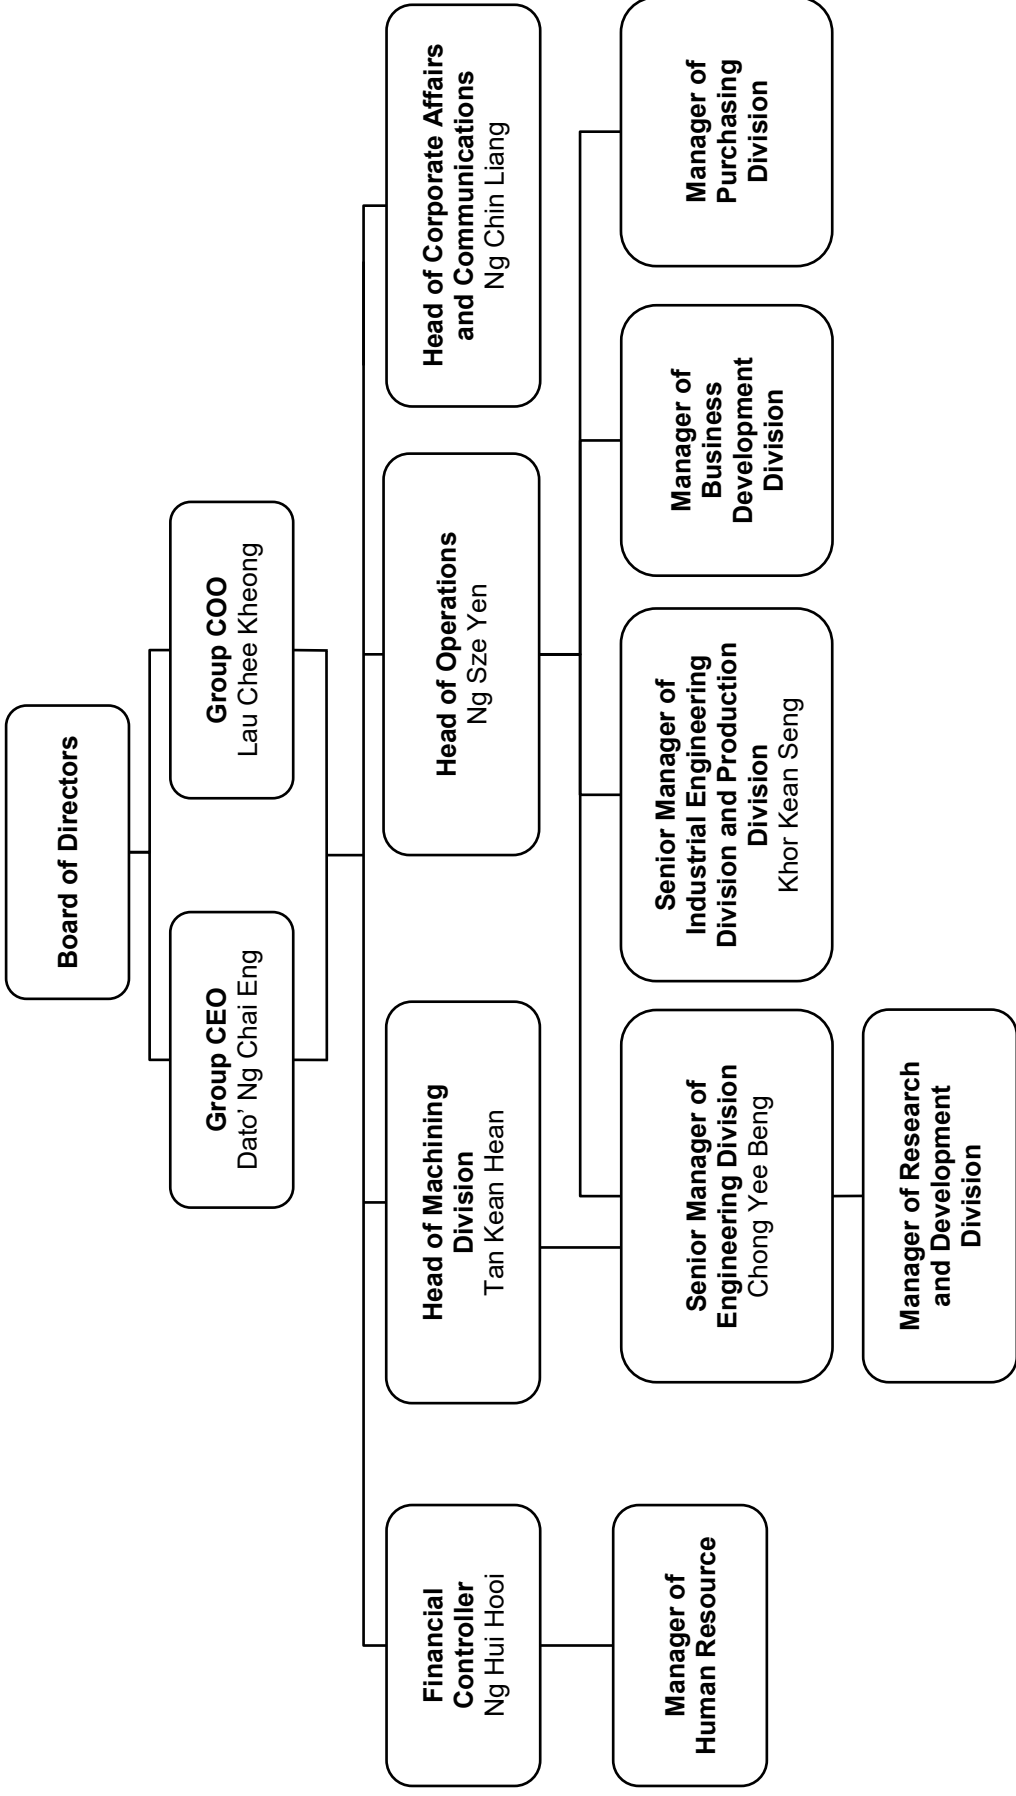 Board of Directors
Group CEO
Dato’ Ng Chai Eng
Group COO
Lau Chee Kheong
Financial
Controller
Ng Hui Hooi
Head of Machining
Division
Tan Kean Hean
Head of Operations
Ng Sze Yen
Head of Corporate Affairs
and Communications
Ng Chin Liang
Manager of
Human Resource
Senior Manager of
Engineering Division
Chong Yee Beng
Senior Manager of
Industrial Engineering
Division and Production
Division
Khor Kean Seng
Manager of
Business
Development
Division
Manager of
Purchasing
Division
Manager of Research
and Development
Division